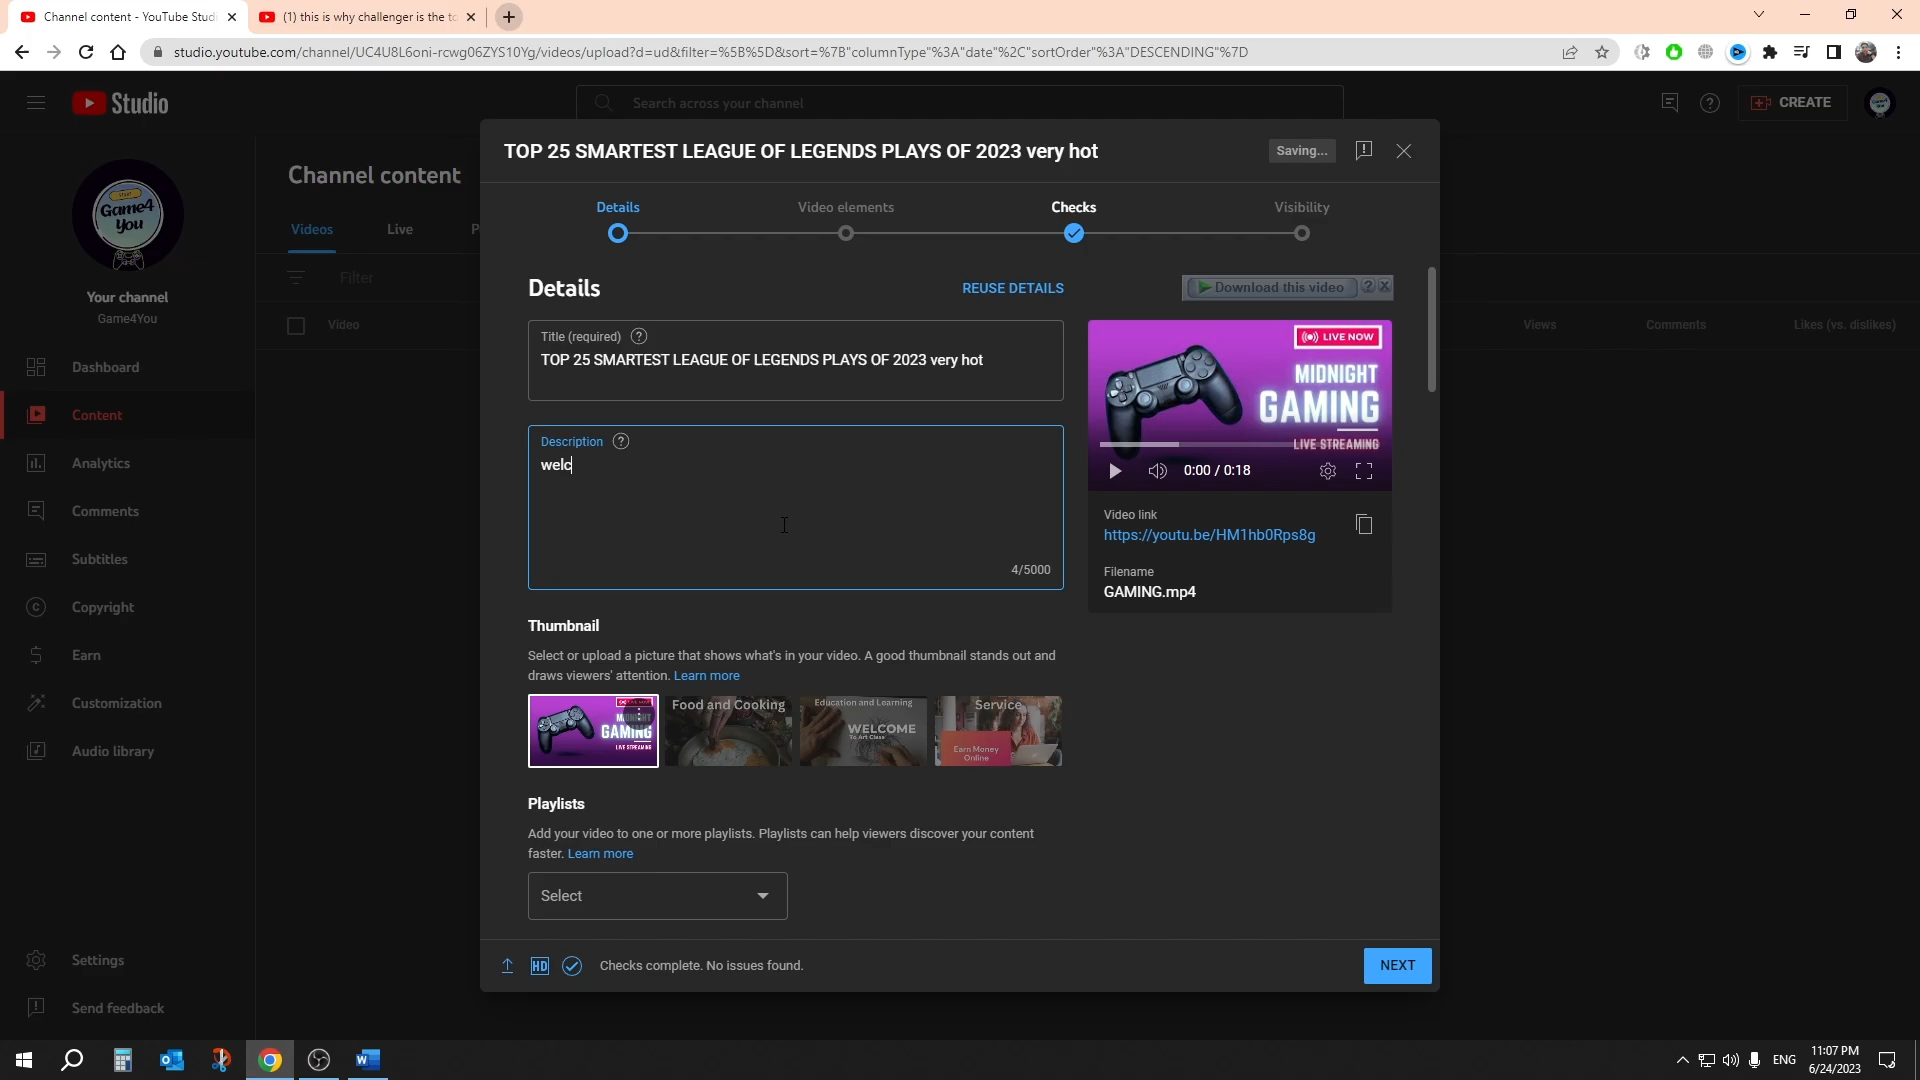 Channel content - YouTube Studi
(1) this is why challenger is the to
studio.youtube.com/channel/UC4U8L6oni-rcwg06ZYS10Yg/videos/upload?d=ud&filter=%5B%5D&sort=%7B"columnType"%3A"date"%2C"sortOrder"%3A"DESCENDING"%7D
Studio
Search across your channel
CREATE
TOP 25 SMARTEST LEAGUE OF LEGENDS PLAYS OF 2023 very hot
Saving...
Details
Video elements
Checks
Visibility
Game4
You
Your channel
Game4You
Dashboard
Content
Analytics
Comments
Subtitles
Copyright
Earn
Customization
Audio library
Settings
Send feedback
Channel content
Videos
Live
P
Filter
Video
Views
Comments
Likes (vs. dislikes)
Details
REUSE DETAILS
Download this video
Title (required)
TOP 25 SMARTEST LEAGUE OF LEGENDS PLAYS OF 2023 very hot
Description
welc
4/5000
LIVE NOW
MIDNIGHT
GAMING
LIVE STREAMING
0:00 / 0:18
Video link
https://youtu.be/HM1hb0Rps8g
Filename
GAMING.mp4
Thumbnail
Select or upload a picture that shows what's in your video. A good thumbnail stands out and
draws viewers' attention. Learn more
GAMING
LIVE STREAMING
Food and Cooking
Education and Learning
WELCOME
To Art Class
Service
Earn Money
Online
Playlists
Add your video to one or more playlists. Playlists can help viewers discover your content
faster. Learn more
Select
HD
Checks complete. No issues found.
NEXT
ENG
11:07 PM
6/24/2023